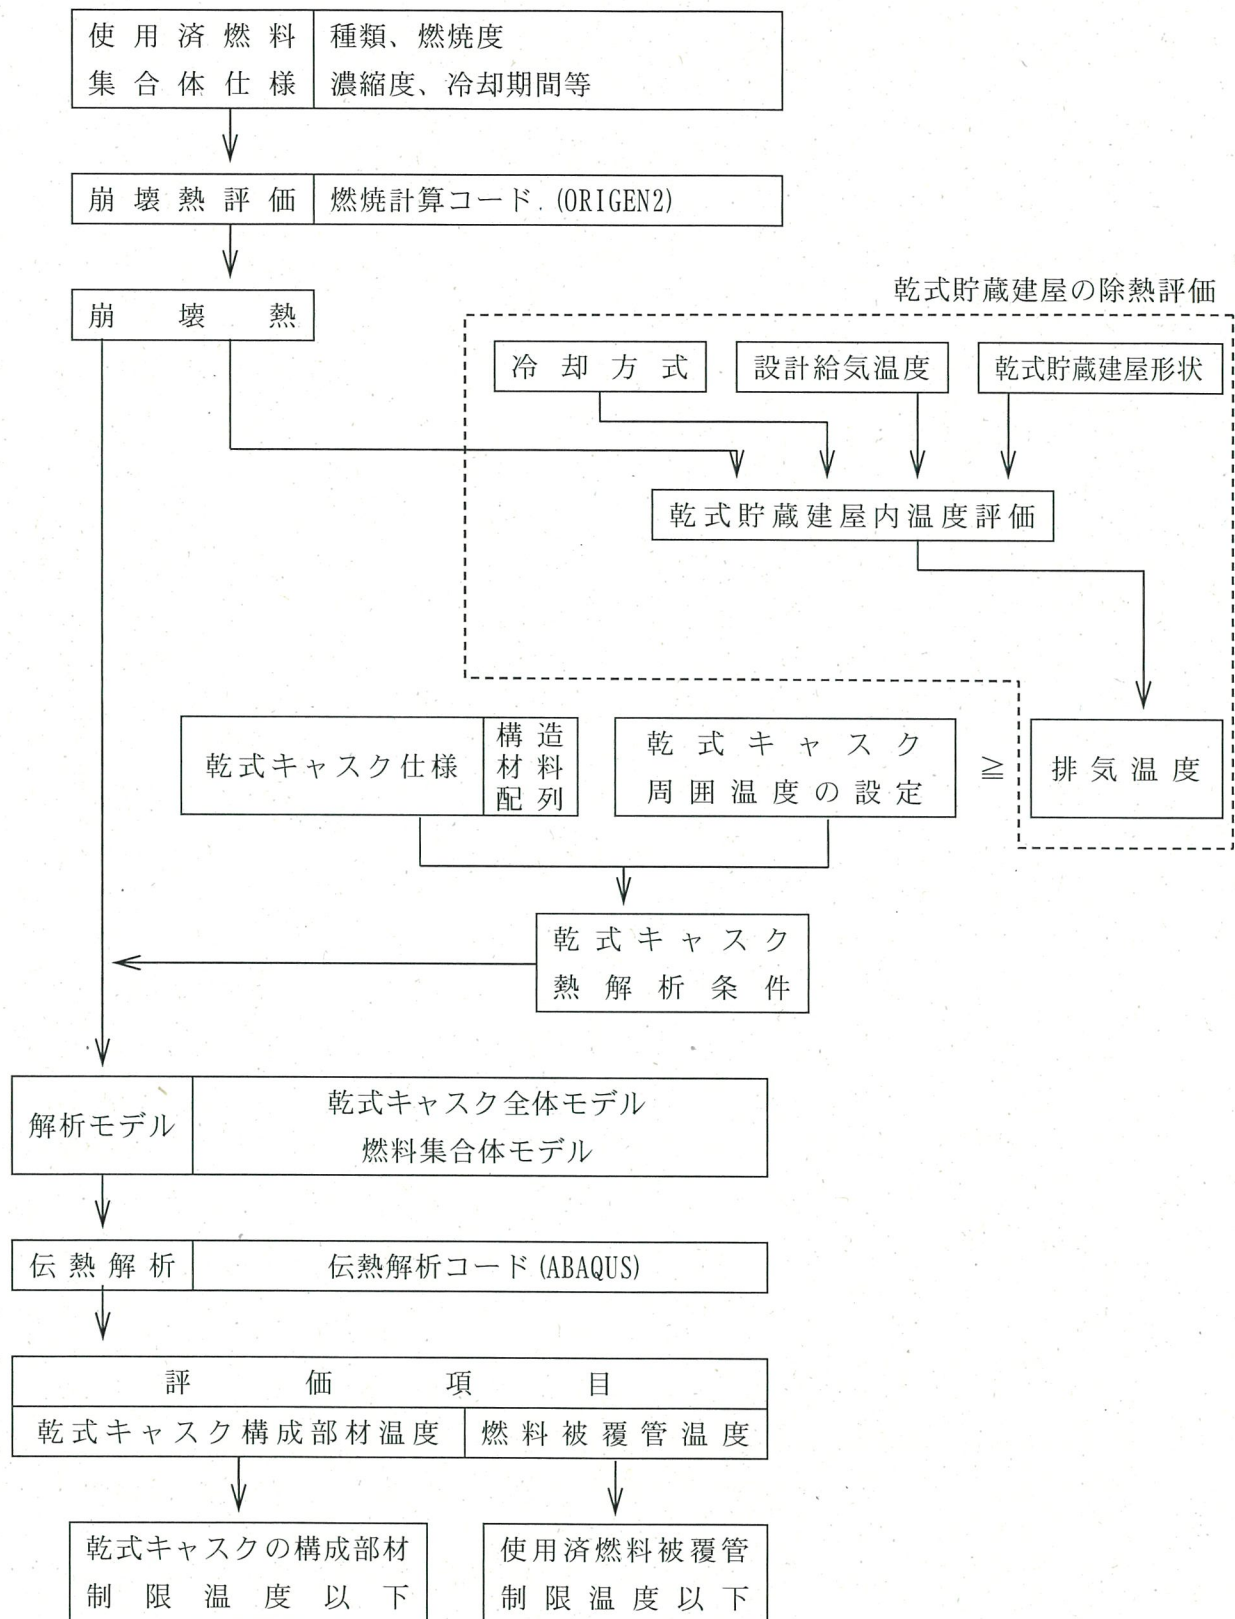 使用済燃料 種類、燃焼度
集合体仕様 濃縮度、冷却期間等
崩壊熱評価 燃焼計算コード (ORIGEN2)
崩壊熱
乾式貯蔵建屋の除熱評価
冷却方式 設計給気温度 乾式貯蔵建屋形状
乾式貯蔵建屋内温度評価
乾式キャスク仕様
構造
材料
配列
乾式キャスク
周囲温度の設定
≧
排気温度
乾式キャスク
熱解析条件
解析モデル
乾式キャスク全体モデル
燃料集合体モデル
伝熱解析 伝熱解析コード(ABAQUS)
評価項目
乾式キャスク構成部材温度 燃料被覆管温度
乾式キャスクの構成部材
制限温度以下
使用済燃料被覆管
制限温度以下